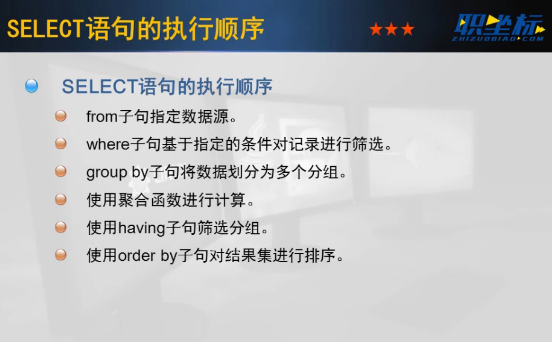 SELECT语句的执行顺序
★★★
职坐标
ZHIZUOBIAO.COM
SELECT语句的执行顺序
from子句指定数据源。
where子句基于指定的条件对记录进行筛选。
group by子句将数据划分为多个分组。
使用聚合函数进行计算。
使用having子句筛选分组。
使用order by子句对结果集进行排序。